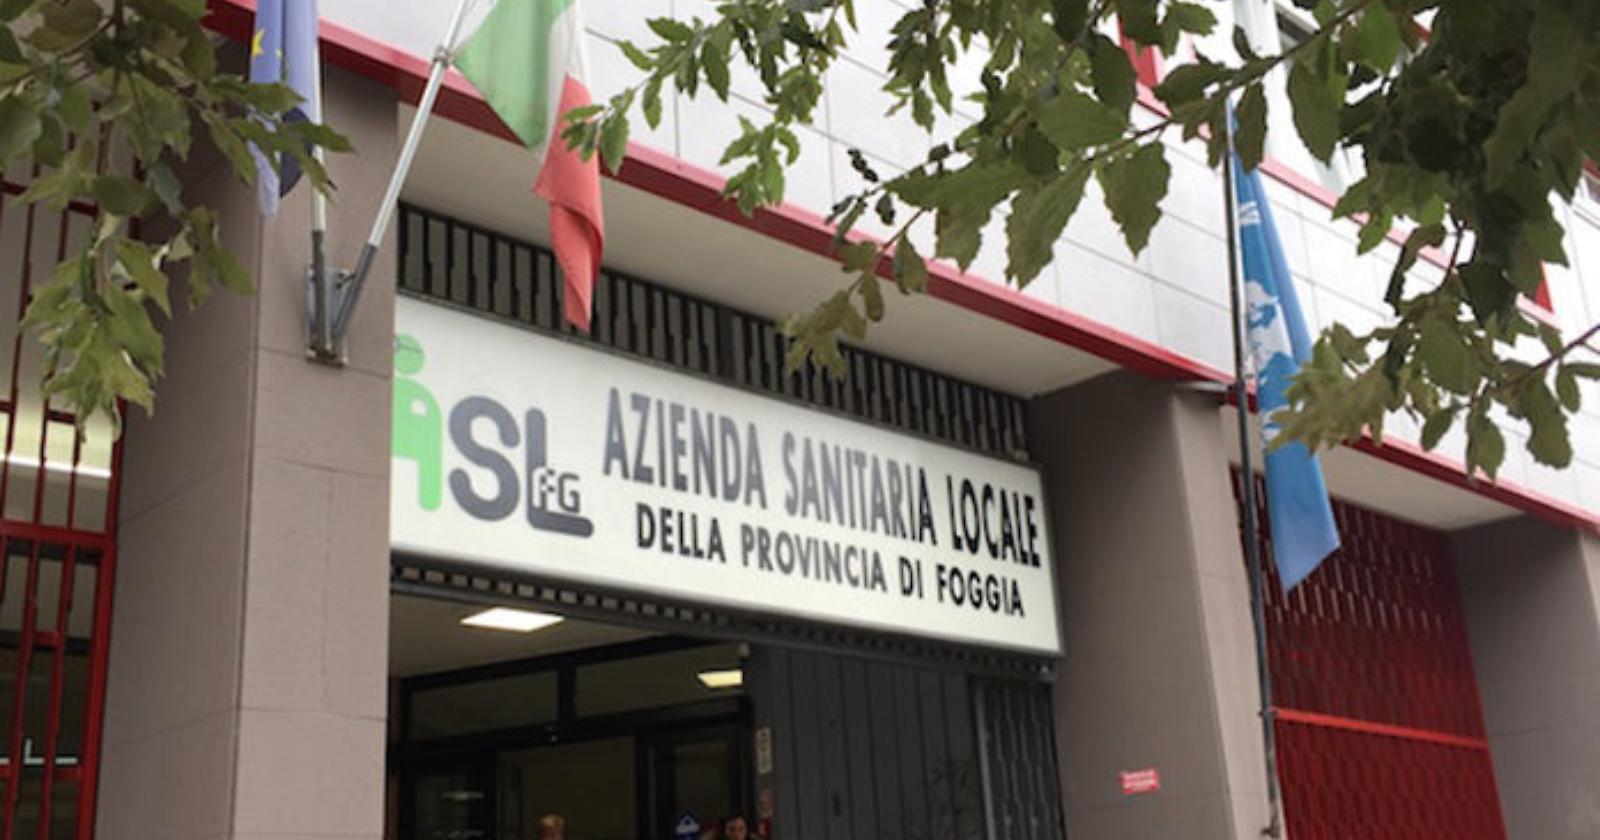 ASL FG
AZIENDA SANITARIA LOCALE
DELLA PROVINCIA DI FOGGIA